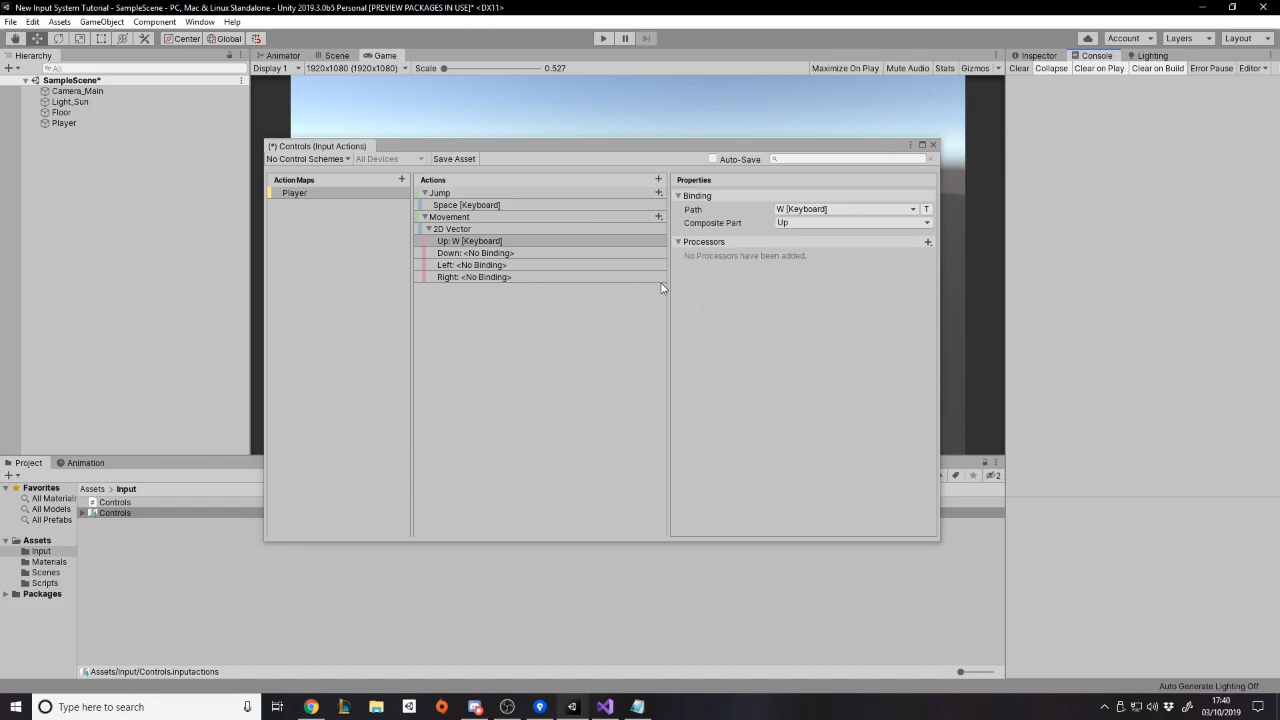 New Input System Tutorial - SampleScene - PC, Mac & Linux Standalone - Unity 2019.3.0b5 Personal [PREVIEW PACKAGES IN USE]* <DX11>
File Edit Assets GameObject Component Window Help
Center Global Account Layers Layout
Hierarchy Animator Scene Game Inspector Console Lighting
All Display 1 1920x1080 (1920x1080) Scale 0.527 Maximize On Play Mute Audio Stats Gizmos Clear Collapse Clear on Play Clear on Build Error Pause Editor
SampleScene*
Camera_Main
Light_Sun
Floor
Player
(*) Controls (Input Actions)
No Control Schemes All Devices Save Asset Auto-Save
Action Maps Actions Properties
Player
Jump
Space [Keyboard]
Movement
2D Vector
Up: W [Keyboard]
Down: <No Binding>
Left: <No Binding>
Right: <No Binding>
Binding
Path W [Keyboard] T
Composite Part Up
Processors
No Processors have been added.
Project Animation
2
Favorites
All Materials
All Models
All Prefabs
Assets
Input
Materials
Scenes
Scripts
Packages
Assets > Input
Controls
Controls
Assets/Input/Controls.inputactions
Auto Generate Lighting Off
Type here to search
17:40
03/10/2019